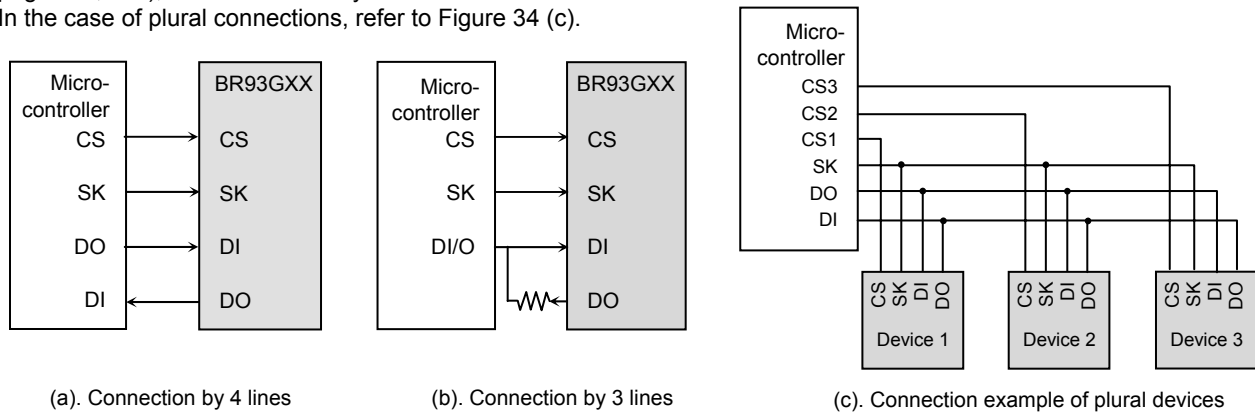 In the case of plural connections, refer to Figure 34 (c).
Micro-
controller
CS
SK
DO
DI
BR93GXX
CS
SK
DI
DO
(a). Connection by 4 lines
Micro-
controller
CS
SK
DI/O
BR93GXX
CS
SK
DI
DO
(b). Connection by 3 lines
Micro-
controller
CS3
CS2
CS1
SK
DO
DI
CS
SK
DI
DO
Device 1
CS
SK
DI
DO
Device 2
CS
SK
DI
DO
Device 3
(c). Connection example of plural devices